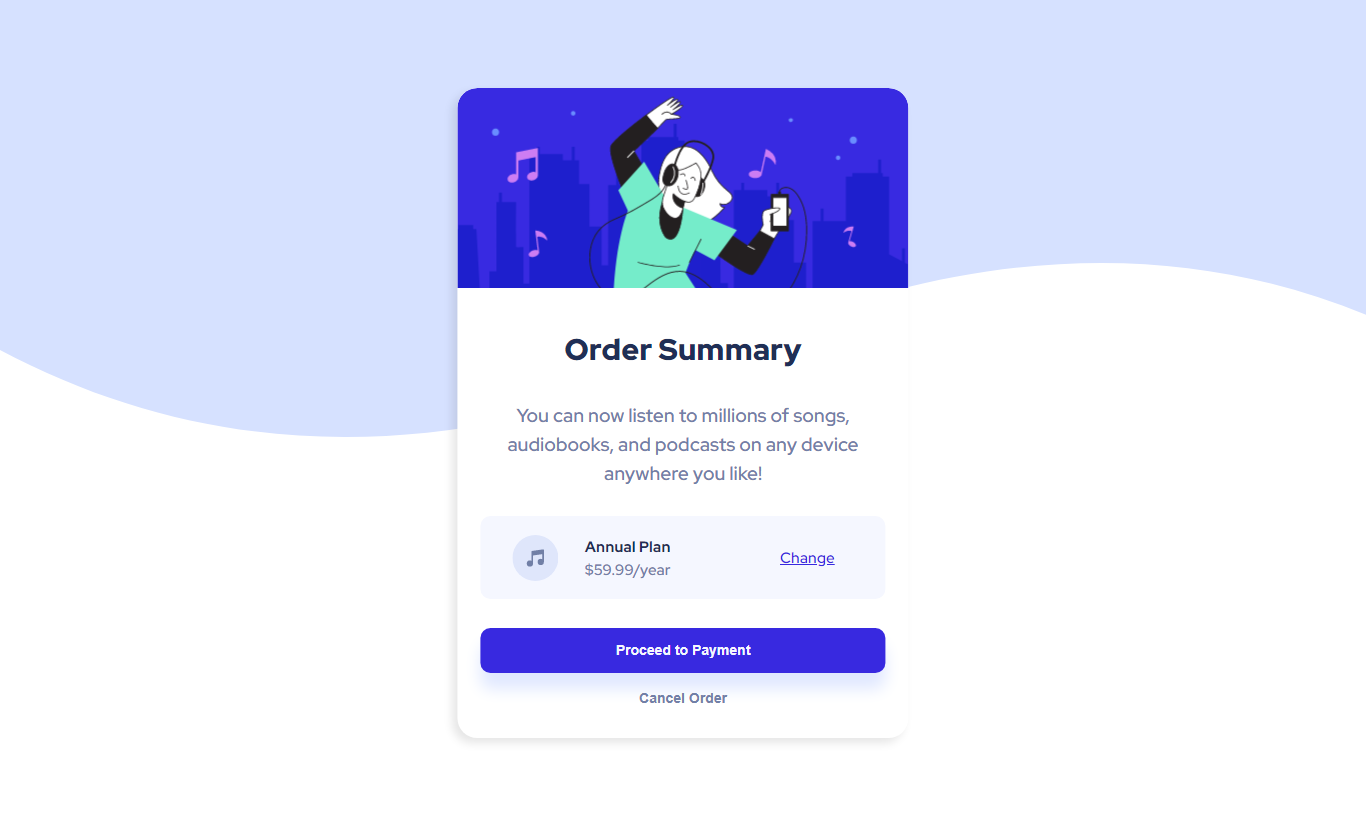 Order Summary
You can now listen to millions of songs,
audiobooks, and podcasts on any device
anywhere you like!
Annual Plan
$59.99/year
Change
Proceed to Payment
Cancel Order